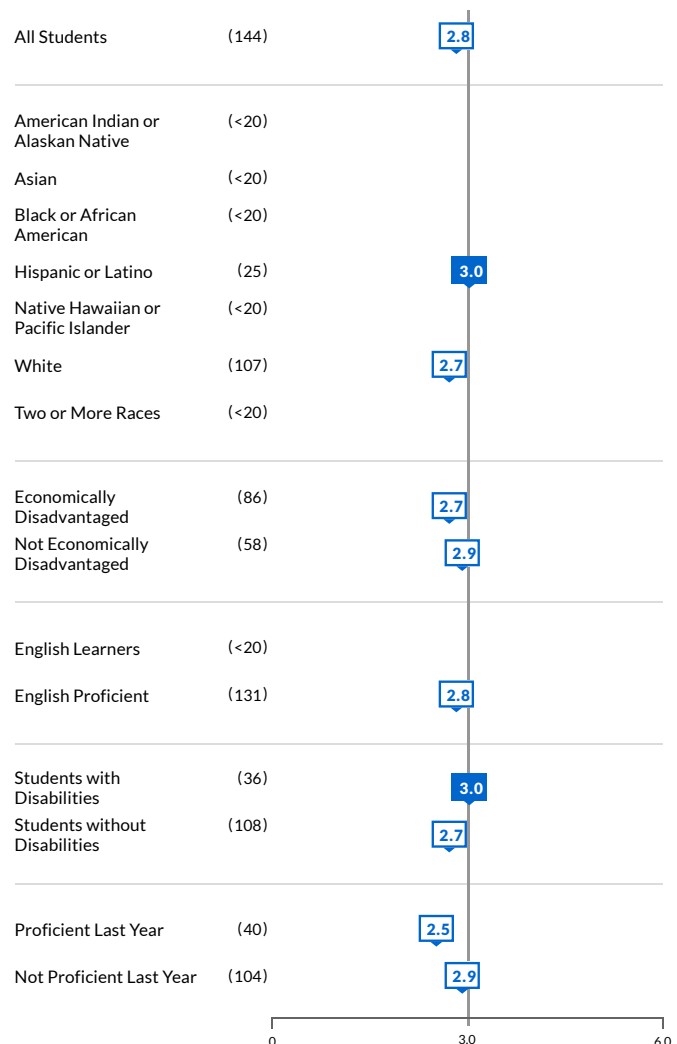 All Students (144) 2.8
American Indian or (<20)
Alaskan Native
Asian (<20)
Black or African (<20)
American
Hispanic or Latino (25) 3.0
Native Hawaiian or (<20)
Pacific Islander
White (107) 2.7
Two or More Races (<20)
Economically (86) 2.7
Disadvantaged
Not Economically (58) 2.9
Disadvantaged
English Learners (<20)
English Proficient (131) 2.8
Students with (36) 3.0
Disabilities
Students without (108) 2.7
Disabilities
Proficient Last Year (40) 2.5
Not Proficient Last Year (104) 2.9
0 3.0 6.0